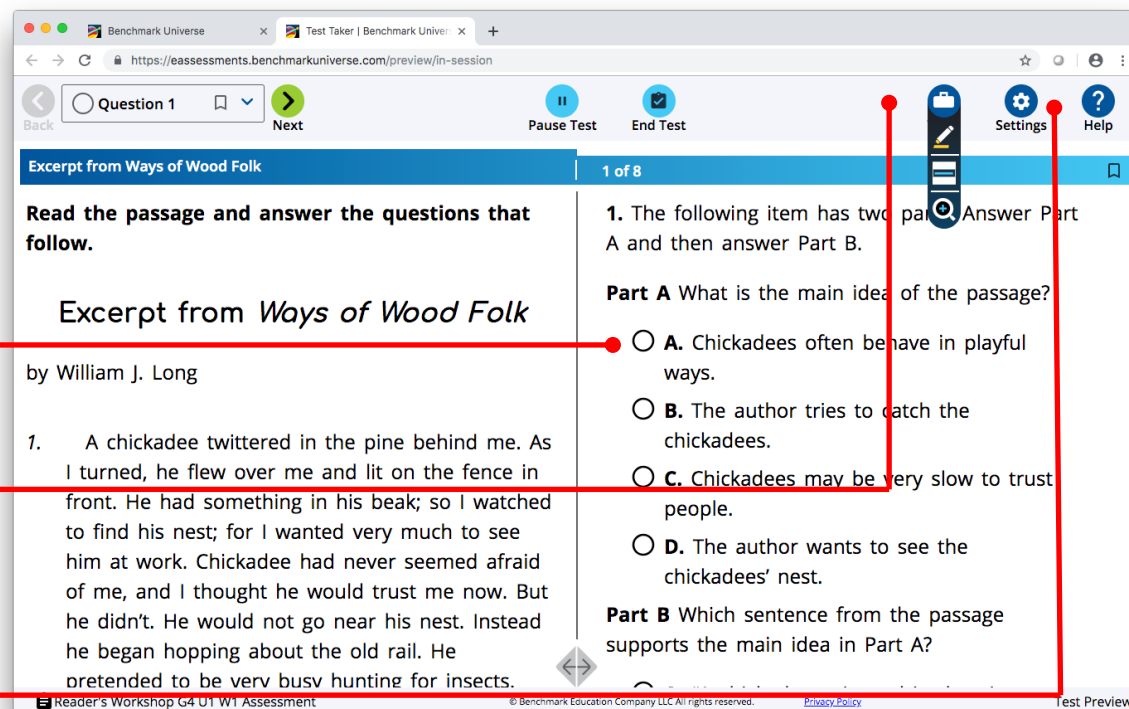 Benchmark Universe
Test Taker | Benchmark Univer
https://eassessments.benchmarkuniverse.com/preview/in-session
Back
Question 1
Next
Pause Test
End Test
Settings
Help
Excerpt from Ways of Wood Folk
1 of 8
Read the passage and answer the questions that
follow.
Excerpt from Ways of Wood Folk
by William J. Long
1. A chickadee twittered in the pine behind me. As
I turned, he flew over me and lit on the fence in
front. He had something in his beak; so I watched
to find his nest; for I wanted very much to see
him at work. Chickadee had never seemed afraid
of me, and I thought he would trust me now. But
he didn't. He would not go near his nest. Instead
he began hopping about the old rail. He
pretended to be very busy hunting for insects.
1. The following item has two Answer Part
A and then answer Part B.
Part A What is the main idea of the passage?
A. Chickadees often behave in playful
ways.
B. The author tries to catch the
chickadees.
C. Chickadees may be very slow to trust
people.
D. The author wants to see the
chickadees' nest.
Part B Which sentence from the passage
supports the main idea in Part A?
Reader's Workshop G4 U1 W1 Assessment
© Benchmark Education Company LLC All rights reserved.
Privacy Policy
Test Preview